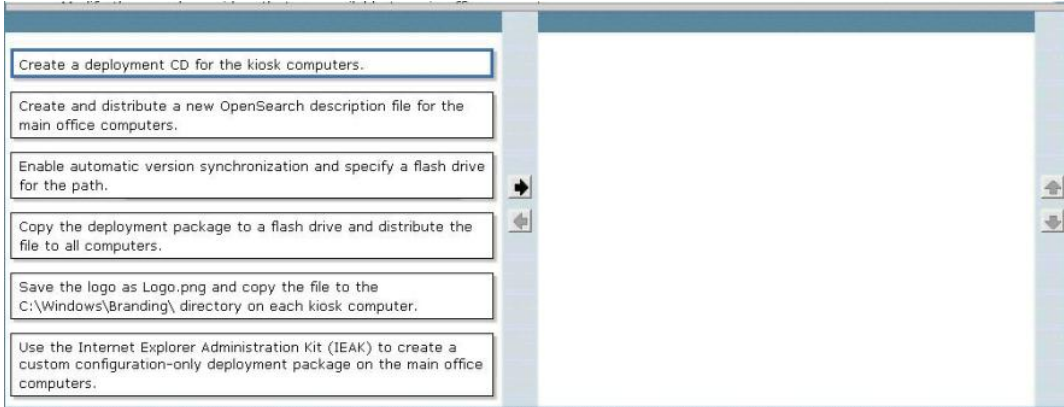 Create a deployment CD for the kiosk computers.
Create and distribute a new OpenSearch description file for the
main office computers.
Enable automatic version synchronization and specify a flash drive
for the path.
Copy the deployment package to a flash drive and distribute the
file to all computers.
Save the logo as Logo.png and copy the file to the
C:\Windows\Branding\ directory on each kiosk computer.
Use the Internet Explorer Administration Kit (IEAK) to create a
custom configuration-only deployment package on the main office
computers.